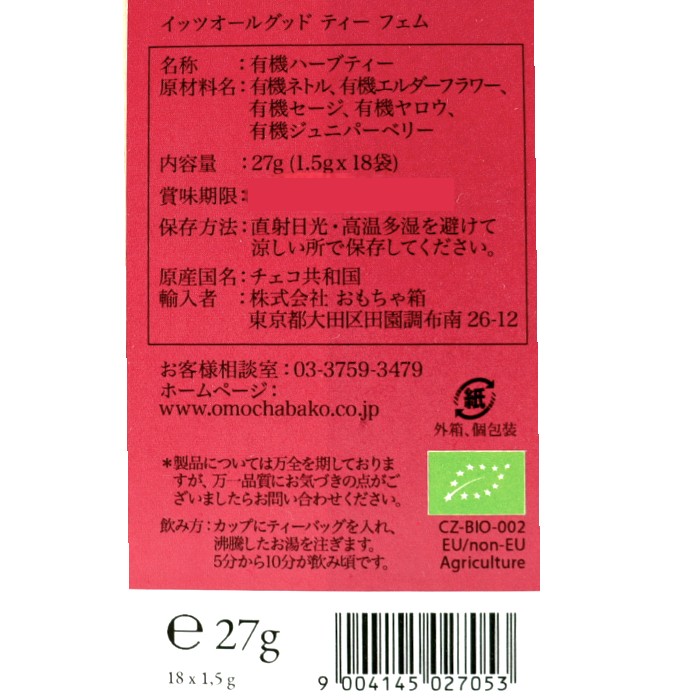 イッツオールグッド ティー フェム
名称　：有機ハーブティー
原材料名：有機ネトル、有機エルダーフラワー、
有機セージ、有機ヤロウ、
有機ジュニパーベリー
内容量　：27g (1.5g x 18袋)
賞味期限：
保存方法：直射日光・高温多湿を避けて
涼しい所で保存してください。
原産国名：チェコ共和国
輸入者　：株式会社 おもちゃ箱
東京都大田区田園調布南 26-12
お客様相談室：03-3759-3479
ホームページ：
www.omochabako.co.jp
紙
外箱、個包装
＊製品については万全を期しておりま
すが、万一品質にお気づきの点がご
ざいましたらお問い合わせください。
飲み方：カップにティーバッグを入れ、
沸騰したお湯を注ぎます。
5分から10分が飲み頃です。
CZ-BIO-002
EU/non-EU
Agriculture
e 27g
18 x 1,5 g
9 004145 027053